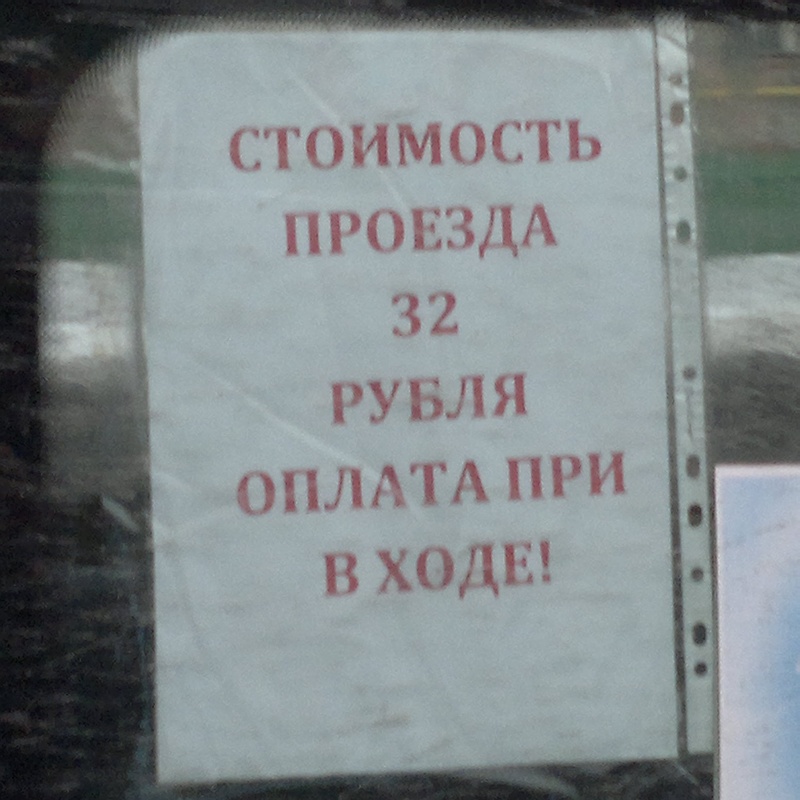 СТОИМОСТЬ
ПРОЕЗДА
32
РУБЛЯ
ОПЛАТА ПРИ
В ХОДЕ!